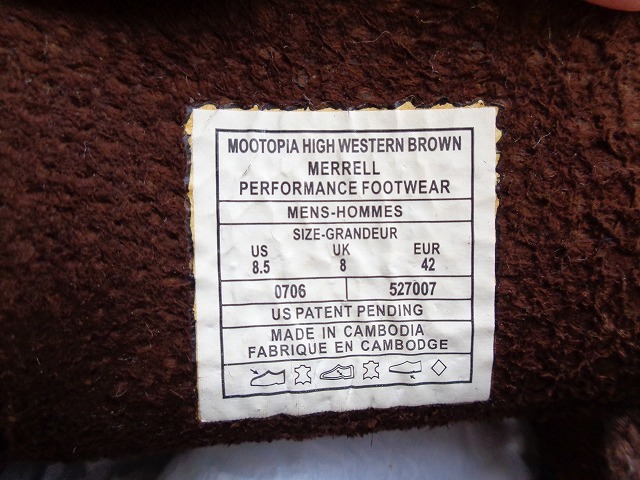 MOOTOPIA HIGH WESTERN BROWN
MERRELL
PERFORMANCE FOOTWEAR
MENS-HOMMES
SIZE-GRANDEUR
US UK EUR
8.5 8 42
0706 527007
US PATENT PENDING
MADE IN CAMBODIA
FABRIQUE EN CAMBODGE